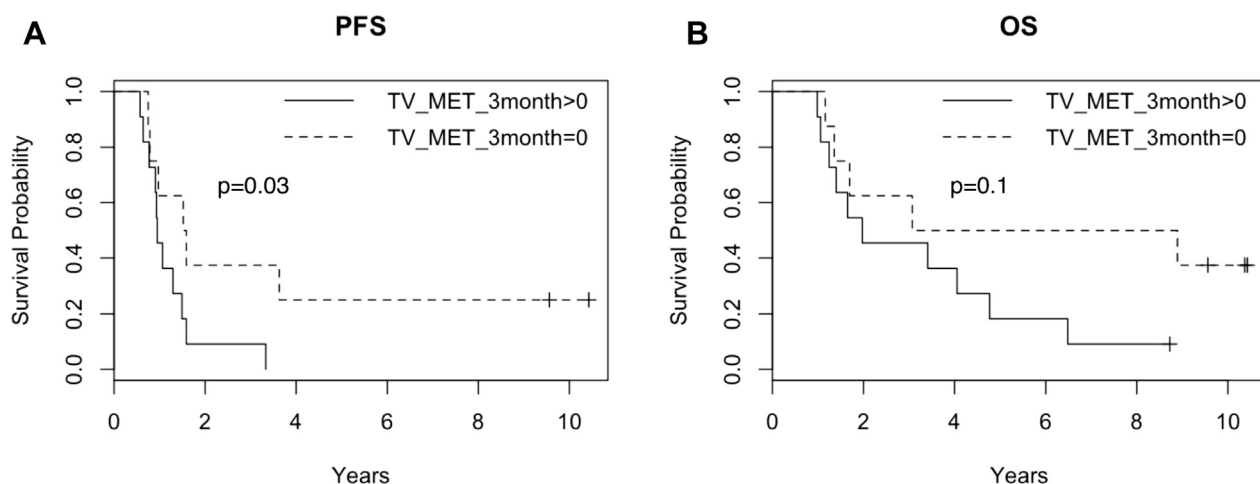 A
PFS
Survival Probability
1.0
0.8
0.6
0.4
0.2
0.0
TV_MET_3month>0
TV_MET_3month=0
p=0.03
0 2 4 6 8 10
Years
B
OS
Survival Probability
1.0
0.8
0.6
0.4
0.2
0.0
TV_MET_3month>0
TV_MET_3month=0
p=0.1
0 2 4 6 8 10
Years